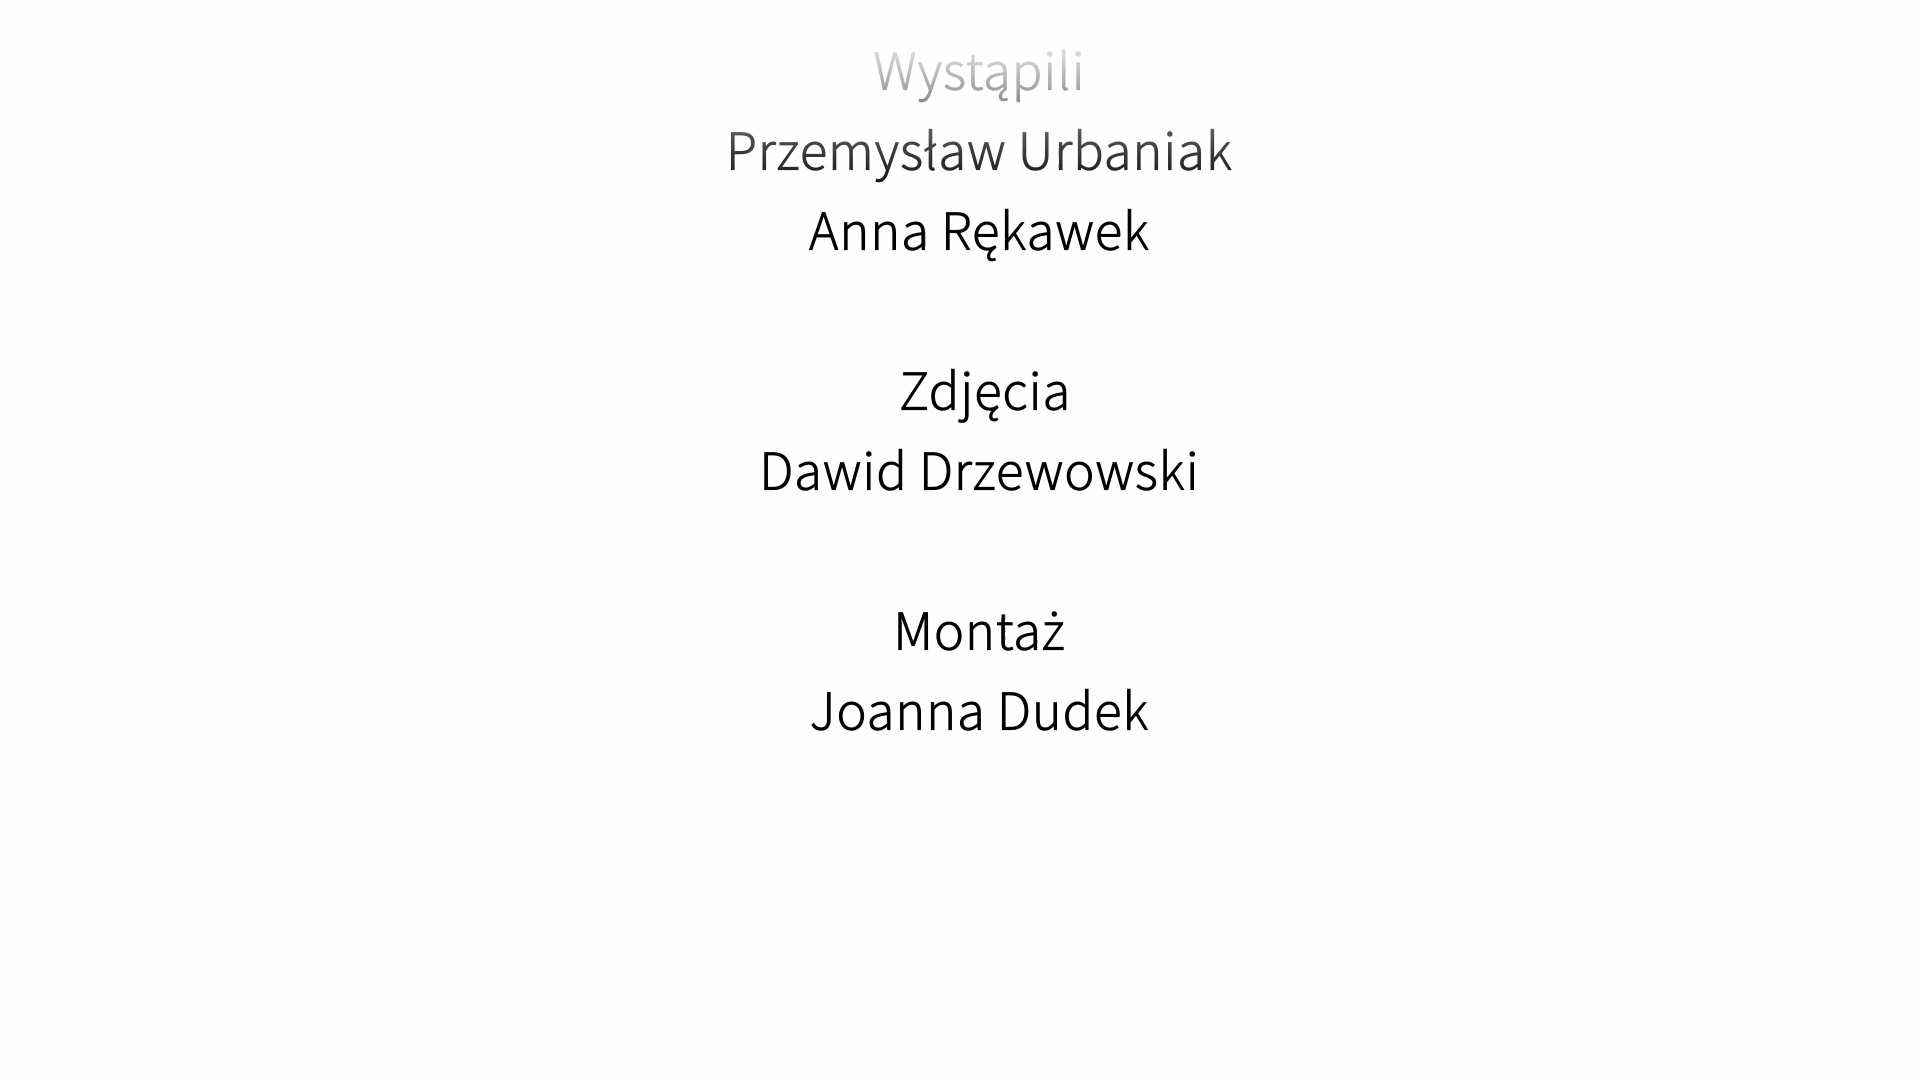 Wystąpili
Przemysław Urbaniak
Anna Rękawek
Zdjęcia
Dawid Drzewowski
Montaż
Joanna Dudek